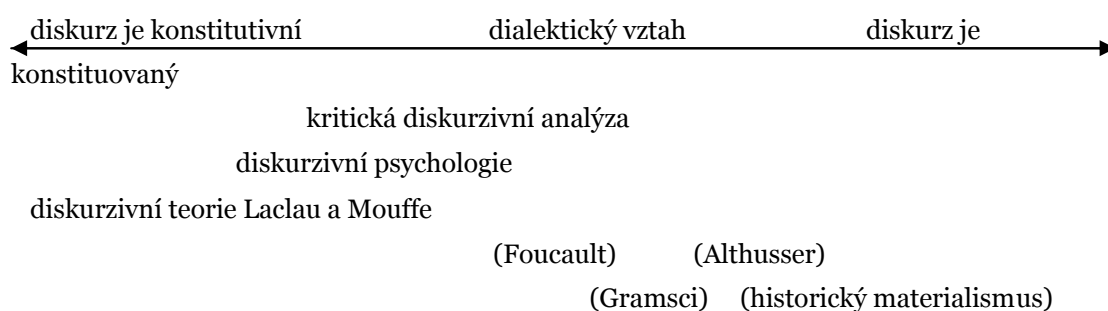 diskurz je konstitutivní dialektický vztah diskurz je
konstituovaný
kritická diskurzivní analýza
diskurzivní psychologie
diskurzivní teorie Laclau a Mouffe
(Foucault) (Althusser)
(Gramsci) (historický materialismus)